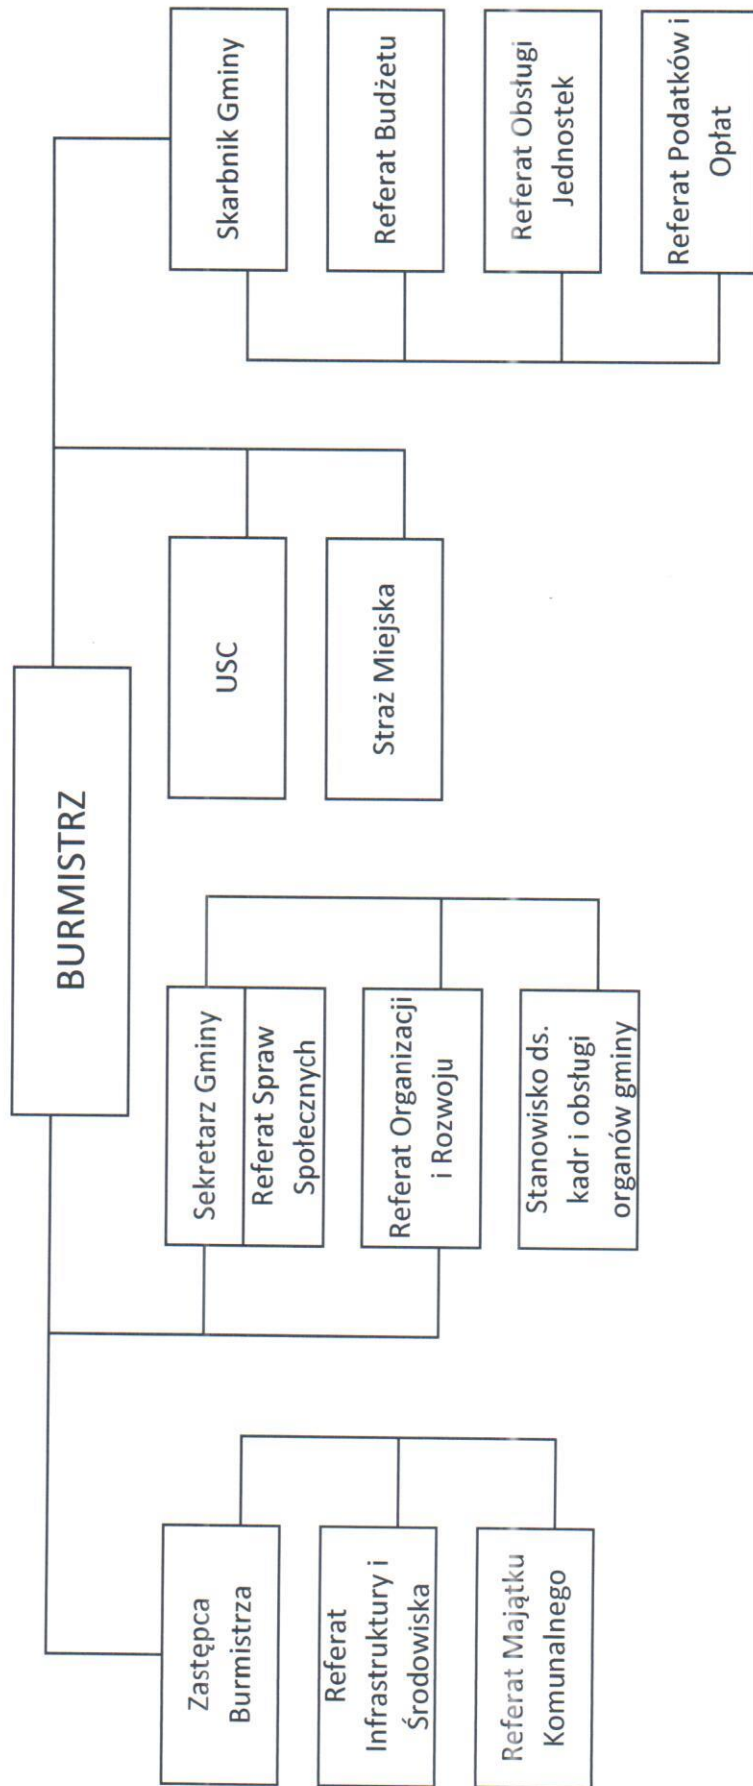 BURMISTRZ
Zastępca
Burmistrza
Referat
Infrastruktury i
Środowiska
Referat Majątku
Komunalnego
Sekretarz Gminy
Referat Spraw
Społecznych
Referat Organizacji
i Rozwoju
Stanowisko ds.
kadr i obsługi
organów gminy
USC
Straż Miejska
Skarbnik Gminy
Referat Budżetu
Referat Obsługi
Jednostek
Referat Podatków i
Opłat